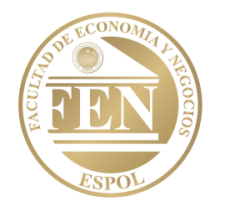 FACULTAD DE ECONOMIA Y NEGOCIOS
FEN
ESPOL